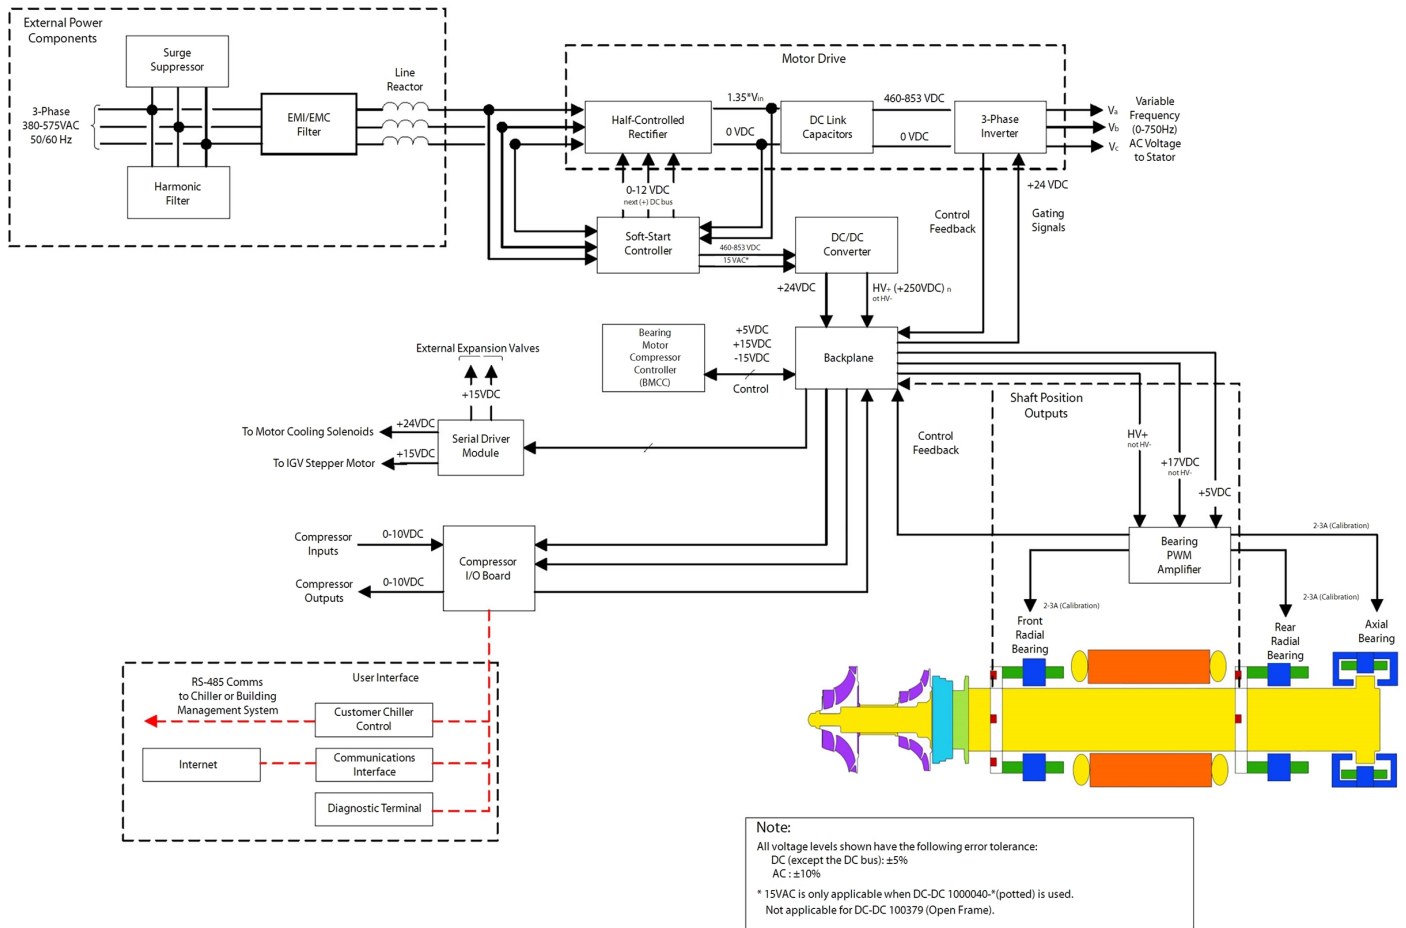 External Power
Components
Surge
Suppressor
3-Phase
380-575VAC
50/60 Hz
EMI/EMC
Filter
Line
Reactor
Harmonic
Filter
Motor Drive
Half-Controlled
Rectifier
1.35*Vin
0 VDC
DC Link
Capacitors
460-853 VDC
0 VDC
3-Phase
Inverter
Va
Vb
Vc
Variable
Frequency
(0-750Hz)
AC Voltage
to Stator
0-12 VDC
next (+) DC bus
Soft-Start
Controller
460-853 VDC
15 VAC*
DC/DC
Converter
Control
Feedback
+24 VDC
Gating
Signals
+24VDC
HV+ (+250VDC) n
ot HV-
Bearing
Motor
Compressor
Controller
(BMCC)
+5VDC
+15VDC
-15VDC
Control
Backplane
External Expansion Valves
+15VDC
To Motor Cooling Solenoids
+24VDC
To IGV Stepper Motor
+15VDC
Serial Driver
Module
Shaft Position
Outputs
Control
Feedback
HV+
not HV-
+17VDC
not HV-
+5VDC
Compressor
Inputs
0-10VDC
Compressor
Outputs
0-10VDC
Compressor
I/O Board
Bearing
PWM
Amplifier
2-3A (Calibration)
2-3A (Calibration)
2-3A (Calibration)
Front
Radial
Bearing
Rear
Radial
Bearing
Axial
Bearing
RS-485 Comms
to Chiller or Building
Management System
User Interface
Customer Chiller
Control
Internet
Communications
Interface
Diagnostic Terminal
Note:
All voltage levels shown have the following error tolerance:
DC (except the DC bus): ±5%
AC : ±10%
* 15VAC is only applicable when DC-DC 1000040-*(potted) is used.
Not applicable for DC-DC 100379 (Open Frame).